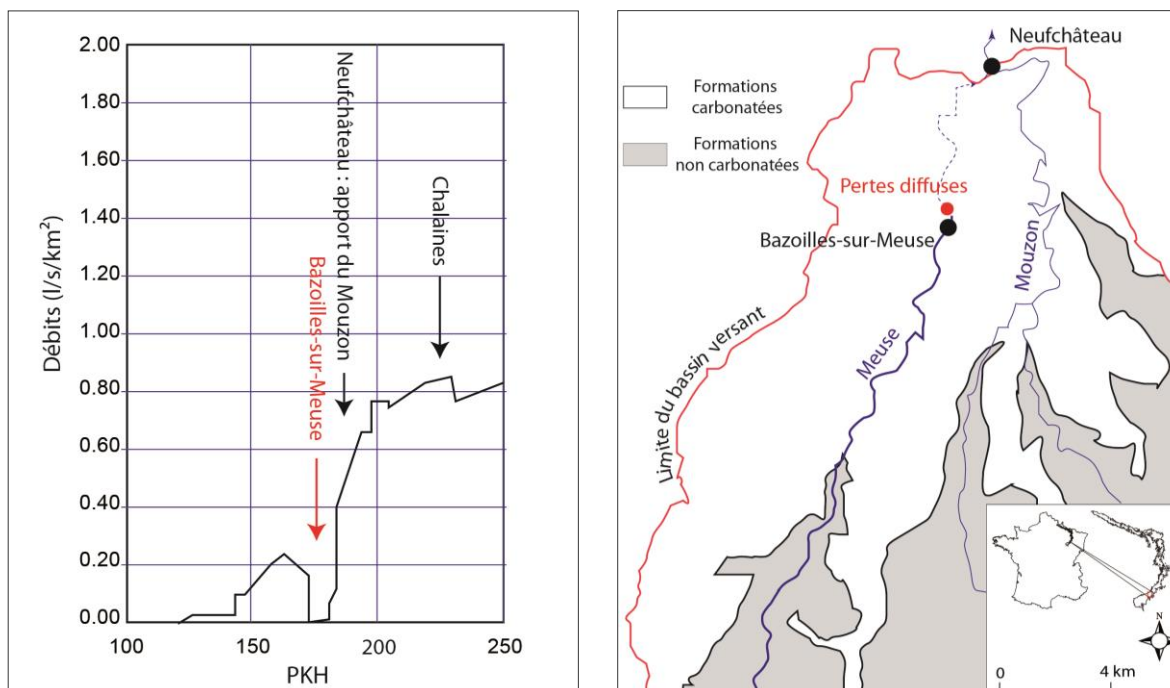 2.00
1.80
1.60
1.40
1.20
1.00
0.80
0.60
0.40
0.20
0.00
Débits (l/s/km²)
100
150
200
250
PKH
Bazoilles-sur-Meuse
Neufchâteau : apport du Mouzon
Chalaines
Neufchâteau
Formations
carbonatées
Formations
non carbonatées
Pertes diffuses
Bazoilles-sur-Meuse
Mouzon
Meuse
Limite du bassin versant
N
0
4 km